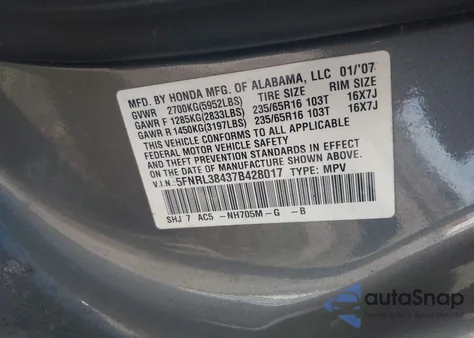 MFD. BY HONDA MFG. OF ALABAMA, LLC 01/'07
GVWR 2700KG(5952LBS) TIRE SIZE RIM SIZE
GAWR F 1285KG(2833LBS) 235/65R16 103T 16X7J
GAWR R 1450KG(3197LBS) 235/65R16 103T 16X7J
THIS VEHICLE CONFORMS TO ALL APPLICABLE
FEDERAL MOTOR VEHICLE SAFETY, BUMPER,
AND THEFT PREVENTION STANDARDS IN EFFECT ON
THE DATE OF MANUFACTURE SHOWN ABOVE.
V.I.N.: 5FNRL38437B428017 TYPE: MPV
SHJ 7 AC5 -NH705M-G -B
autoSnap